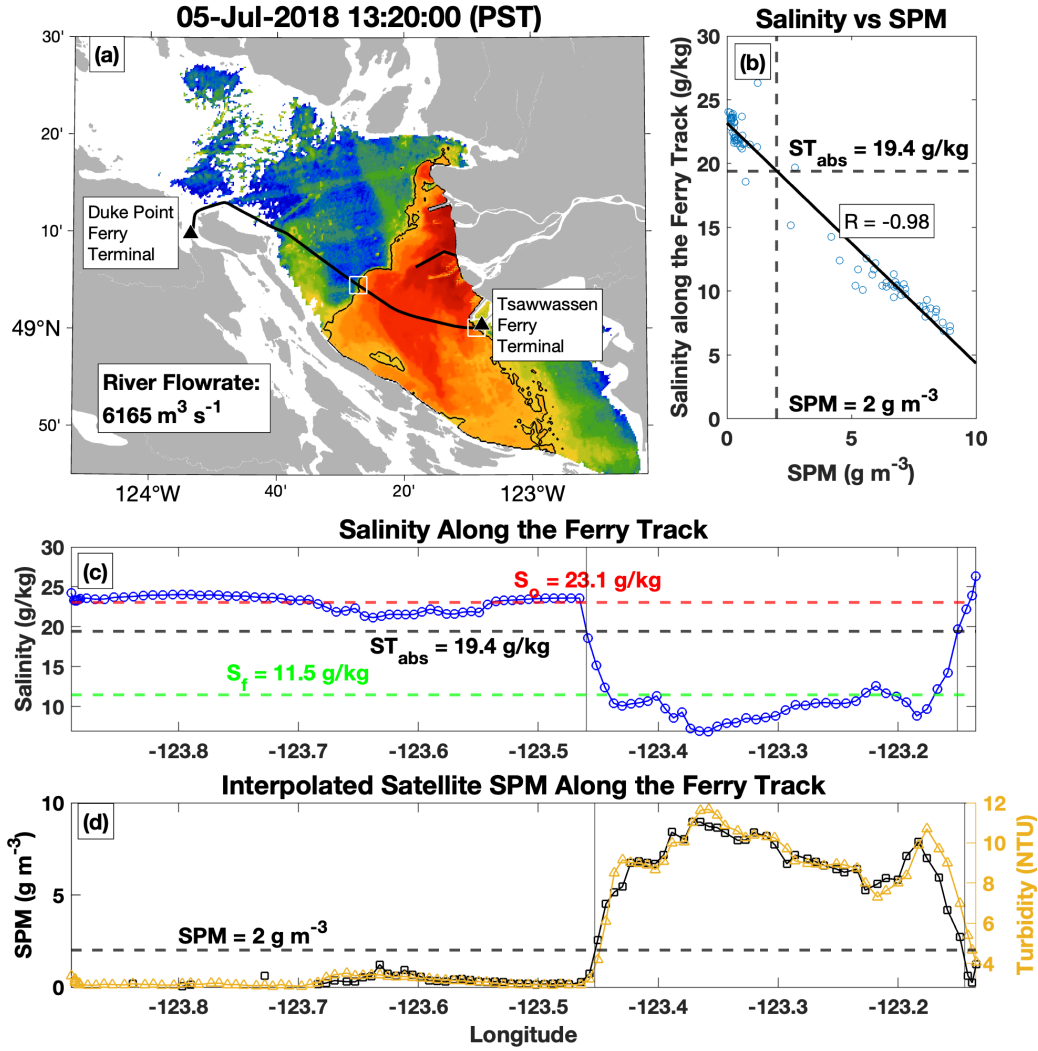 05-Jul-2018 13:20:00 (PST)
(a)
30'
20'
10'
49°N
50'
124°W
40'
20'
123°W
Duke Point
Ferry
Terminal
Tsawwassen
Ferry
Terminal
River Flowrate:
6165 m³ s⁻¹
Salinity vs SPM
(b)
Salinity along the Ferry Track (g/kg)
30
25
20
15
10
5
0
ST_abs = 19.4 g/kg
R = -0.98
SPM = 2 g m⁻³
0
5
10
SPM (g m⁻³)
Salinity Along the Ferry Track
(c)
Salinity (g/kg)
30
25
20
15
10
S_o = 23.1 g/kg
ST_abs = 19.4 g/kg
S_f = 11.5 g/kg
-123.8
-123.7
-123.6
-123.5
-123.4
-123.3
-123.2
Interpolated Satellite SPM Along the Ferry Track
(d)
SPM (g m⁻³)
10
5
0
SPM = 2 g m⁻³
12
10
8
6
4
Turbidity (NTU)
-123.8
-123.7
-123.6
-123.5
-123.4
-123.3
-123.2
Longitude